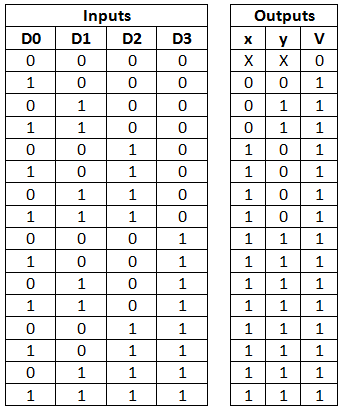 Inputs Outputs
D0 D1 D2 D3 x y V
0 0 0 0 X X 0
1 0 0 0 0 0 1
0 1 0 0 0 1 1
1 1 0 0 0 1 1
0 0 1 0 1 0 1
1 0 1 0 1 0 1
0 1 1 0 1 0 1
1 1 1 0 1 0 1
0 0 0 1 1 1 1
1 0 0 1 1 1 1
0 1 0 1 1 1 1
1 1 0 1 1 1 1
0 0 1 1 1 1 1
1 0 1 1 1 1 1
0 1 1 1 1 1 1
1 1 1 1 1 1 1